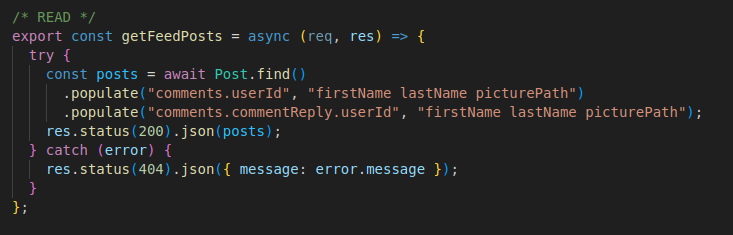 /* READ */
export const getFeedPosts = async (req, res) => {
  try {
    const posts = await Post.find()
      .populate("comments.userId", "firstName lastName picturePath")
      .populate("comments.commentReply.userId", "firstName lastName picturePath");
    res.status(200).json(posts);
  } catch (error) {
    res.status(404).json({ message: error.message });
  }
};